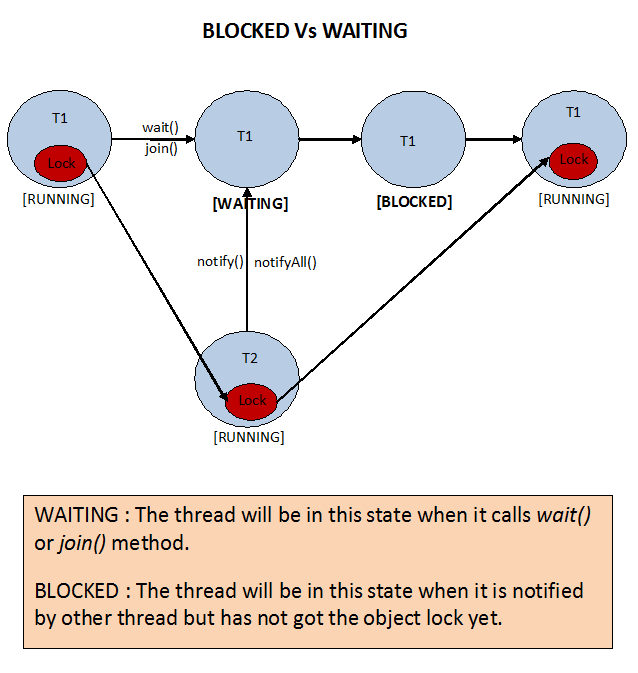 BLOCKED Vs WAITING
T1
Lock
[RUNNING]
wait()
join()
T1
[WAITING]
T1
[BLOCKED]
T1
Lock
[RUNNING]
notify() notifyAll()
T2
Lock
[RUNNING]
WAITING : The thread will be in this state when it calls wait()
or join() method.
BLOCKED : The thread will be in this state when it is notified
by other thread but has not got the object lock yet.